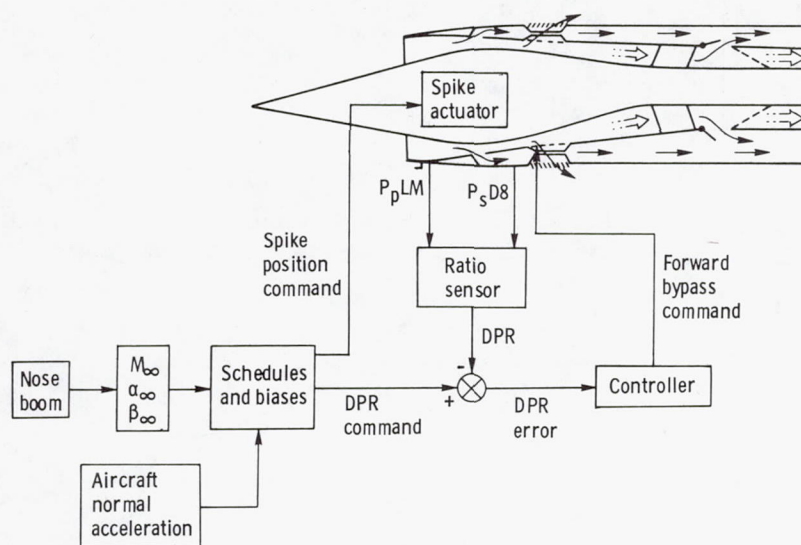 Spike
actuator
PpLM
PsD8
Spike
position
command
Ratio
sensor
Forward
bypass
command
DPR
Nose
boom
M∞
α∞
β∞
Schedules
and biases
-
+
DPR
command
DPR
error
Controller
Aircraft
normal
acceleration